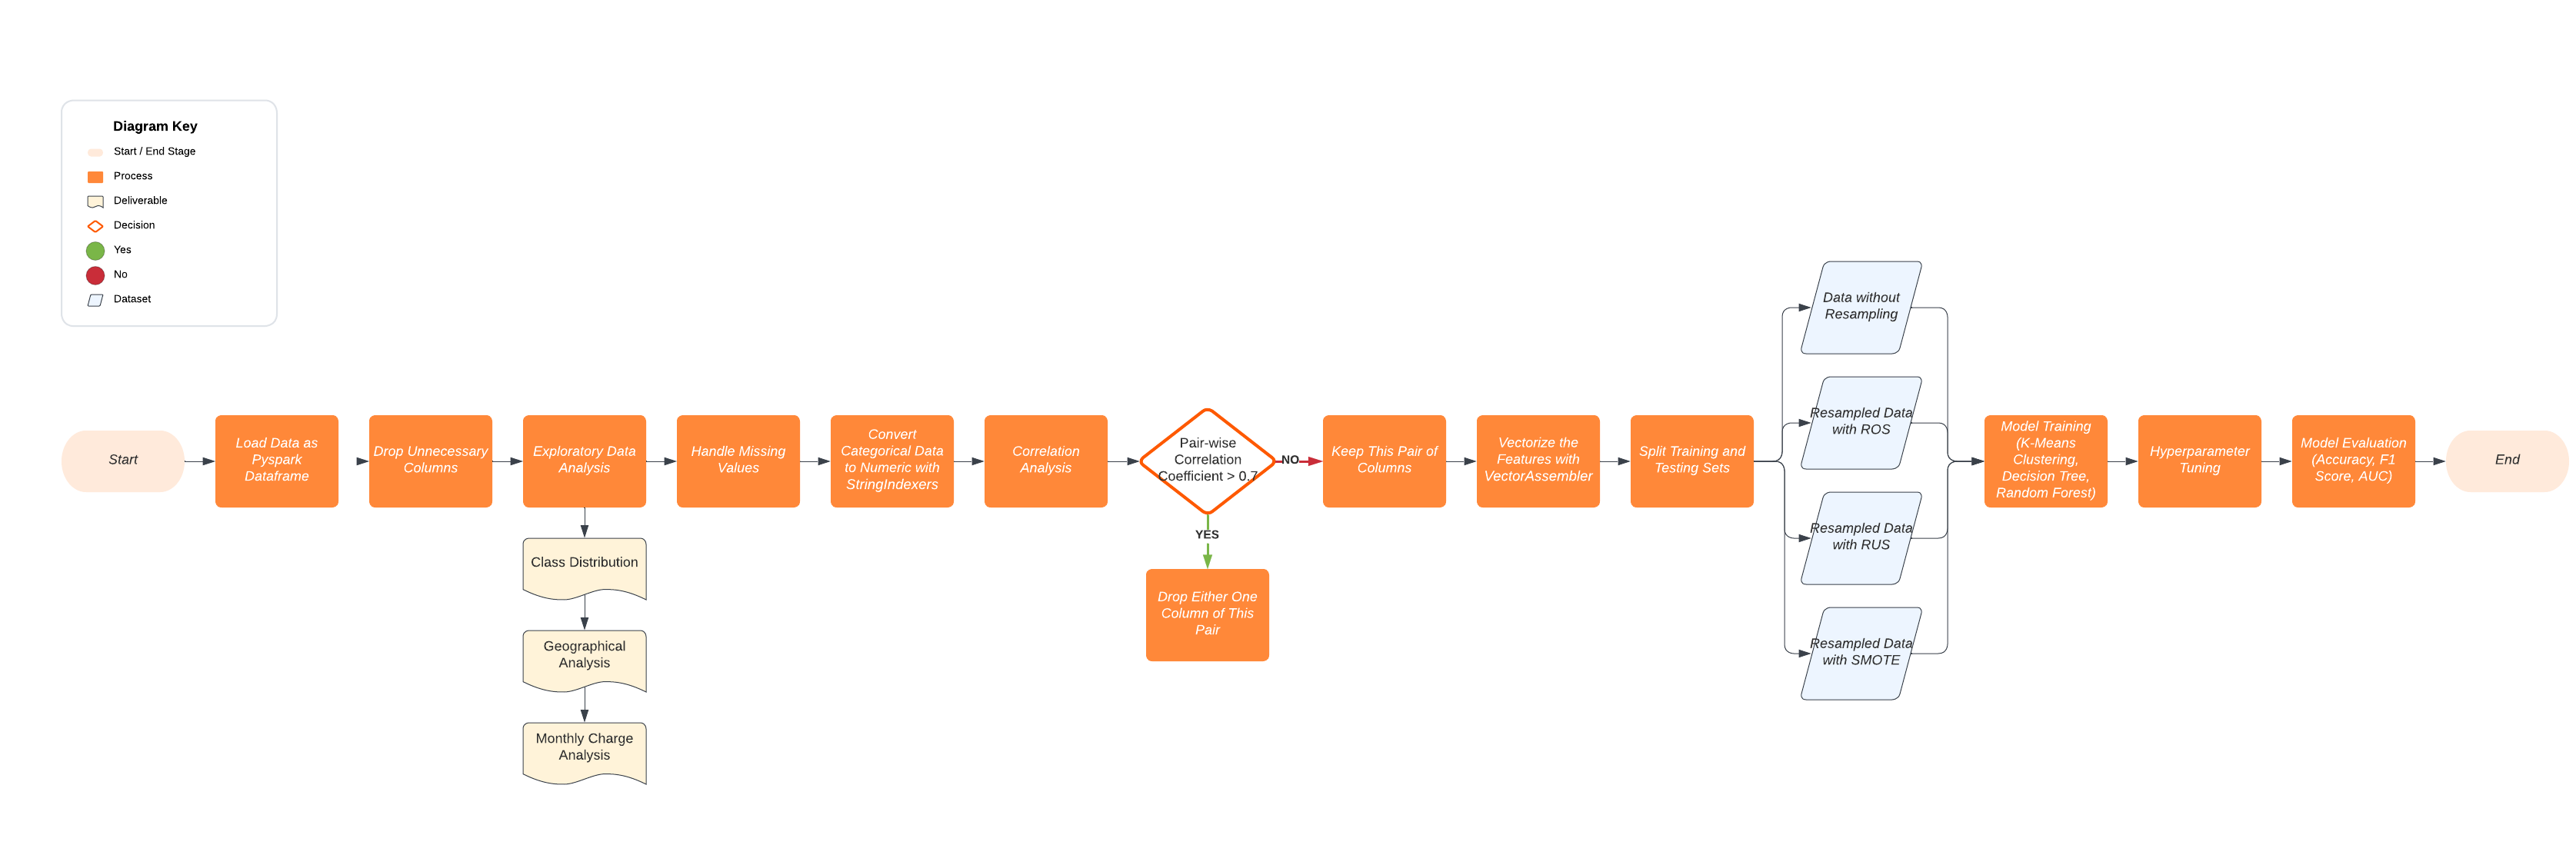 Diagram Key
Start / End Stage
Process
Deliverable
Decision
Yes
No
Dataset
Start
Load Data as
Pyspark
Dataframe
Drop Unnecessary
Columns
Exploratory Data
Analysis
Class Distribution
Geographical
Analysis
Monthly Charge
Analysis
Handle Missing
Values
Convert
Categorical Data
to Numeric with
StringIndexers
Correlation
Analysis
Pair-wise
Correlation
Coefficient > 0.7
NO
YES
Drop Either One
Column of This
Pair
Keep This Pair of
Columns
Vectorize the
Features with
VectorAssembler
Split Training and
Testing Sets
Data without
Resampling
Resampled Data
with ROS
Resampled Data
with RUS
Resampled Data
with SMOTE
Model Training
(K-Means
Clustering,
Decision Tree,
Random Forest)
Hyperparameter
Tuning
Model Evaluation
(Accuracy, F1
Score, AUC)
End